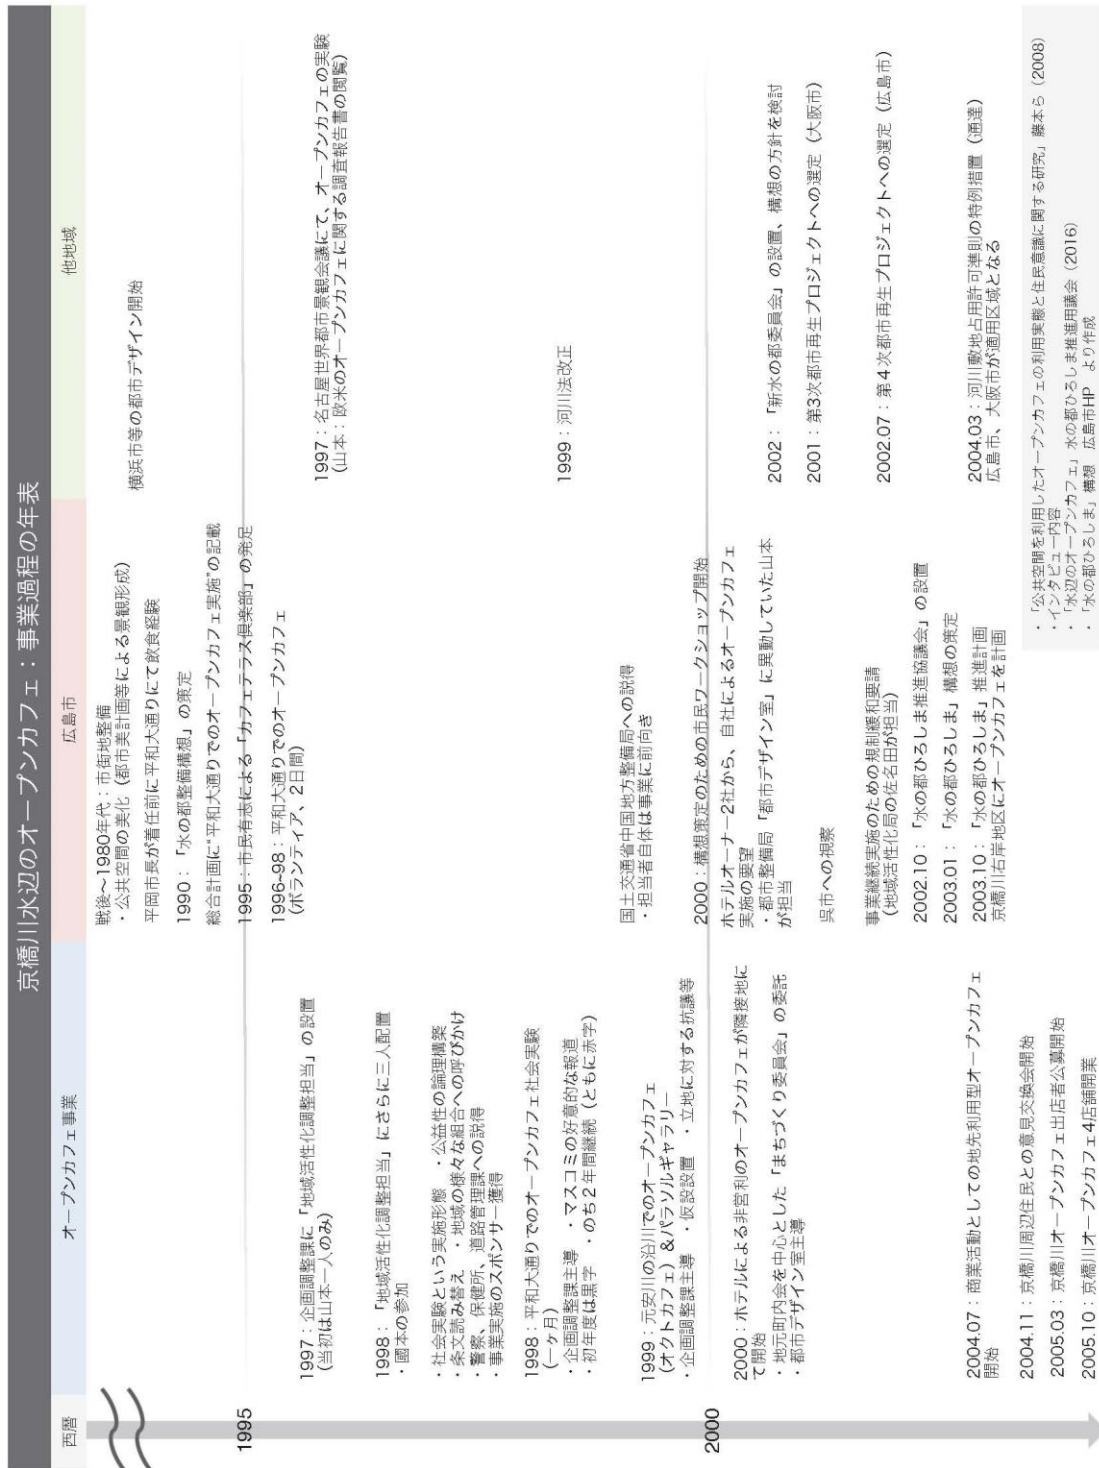 京橋川水辺のオープンカフェ：事業過程の年表
西暦
オープンカフェ事業
広島市
他地域
1995
2000
1997：企画調整課に「地域活性化調整担当」の設置
(当初は山本一人のみ)
1998：「地域活性化調整担当」にさらに三人配置
・國本の参加
・社会実験という実施形態　・公益性の論理構築
・条文読み替え　・地域の様々な組合への呼びかけ
・警察、保健所、道路管理課への説得
・事業実施のスポンサー獲得
1998：平和大通りでのオープンカフェ社会実験
(一ヶ月)
・企画調整課主導　・マスコミの好意的な報道
・初年度は黒字　・のち２年間継続（ともに赤字）
1999：元安川の沿川でのオープンカフェ
(オクトカフェ）&パラソルギャラリー
・企画調整課主導　・仮設設置　・立地に対する抗議等
2000：ホテルによる非営利のオープンカフェが隣接地に
て開始
・地元町内会を中心とした「まちづくり委員会」の委託
・都市デザイン室主導
2004.07：商業活動としての地先利用型オープンカフェ
開始
2004.11：京橋川周辺住民との意見交換会開始
2005.03：京橋川オープンカフェ出店者公募開始
2005.10：京橋川オープンカフェ4店舗開業
戦後〜1980年代：市街地整備
・公共空間の美化（都市美計画等による景観形成）
平岡市長が着任前に平和大通りにて飲食経験
1990：「水の都整備構想」の策定
総合計画に“平和大通りでのオープンカフェ実施”の記載
1995：市民有志による「カフェテラス倶楽部」の発足
1996-98：平和大通りでのオープンカフェ
(ボランティア、2日間)
国土交通省中国地方整備局への説得
・担当者自体は事業に前向き
2000：構想策定のための市民ワークショップ開始
ホテルオーナー2社から、自社によるオープンカフェ
実施の要望
・都市整備局「都市デザイン室」に異動していた山本
が担当
呉市への視察
事業継続実施のための規制緩和要請
(地域活性化局の佐名田が担当)
2002.10：「水の都ひろしま推進協議会」の設置
2003.01：「水の都ひろしま」構想の策定
2003.10：「水の都ひろしま」推進計画
京橋川右岸地区にオープンカフェを計画
横浜市等の都市デザイン開始
1997：名古屋世界都市景観会議にて、オープンカフェの実験
(山本：欧米のオープンカフェに関する調査報告書の閲覧)
1999：河川法改正
2002：「新水の都委員会」の設置、構想の方針を検討
2001：第3次都市再生プロジェクトへの選定（大阪市）
2002.07：第４次都市再生プロジェクトへの選定（広島市）
2004.03：河川敷地占用許可準則の特例措置（通達）
広島市、大阪市が適用区域となる
・「公共空間を利用したオープンカフェの利用実態と住民意識に関する研究」藤本ら（2008）
・インタビュー内容
・「水辺のオープンカフェ」水の都ひろしま推進用議会（2016）
・「水の都ひろしま」構想　広島市HP　より作成